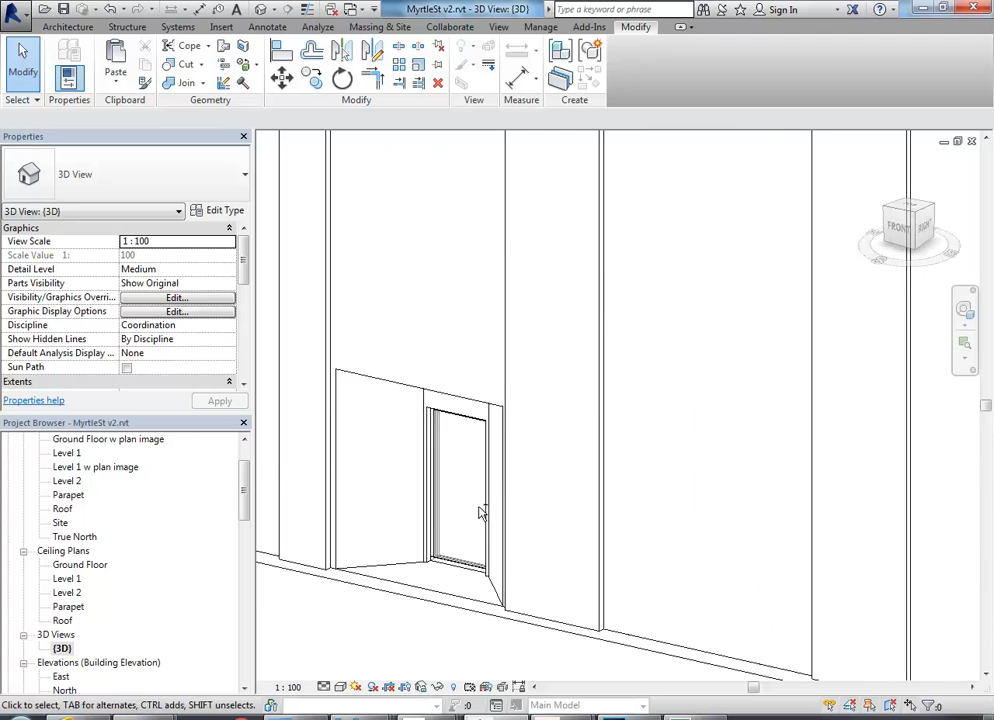 MyrtleSt v2.rvt - 3D View: {3D}
Type a keyword or phrase
Sign In
Architecture Structure Systems Insert Annotate Analyze Massing & Site Collaborate View Manage Add-Ins Modify
Modify
Properties
Paste
Cope
Cut
Join
Select Properties Clipboard Geometry Modify View Measure Create
Properties
3D View
3D View: {3D} Edit Type
Graphics
View Scale 1 : 100
Scale Value 1: 100
Detail Level Medium
Parts Visibility Show Original
Visibility/Graphics Overri... Edit...
Graphic Display Options Edit...
Discipline Coordination
Show Hidden Lines By Discipline
Default Analysis Display ... None
Sun Path
Extents
Properties help Apply
Project Browser - MyrtleSt v2.rvt
Ground Floor w plan image
Level 1
Level 1 w plan image
Level 2
Parapet
Roof
Site
True North
Ceiling Plans
Ground Floor
Level 1
Level 2
Parapet
Roof
3D Views
{3D}
Elevations (Building Elevation)
East
North
FRONT RIGHT
1 : 100
Click to select, TAB for alternates, CTRL adds, SHIFT unselects.
:0
Main Model
:0